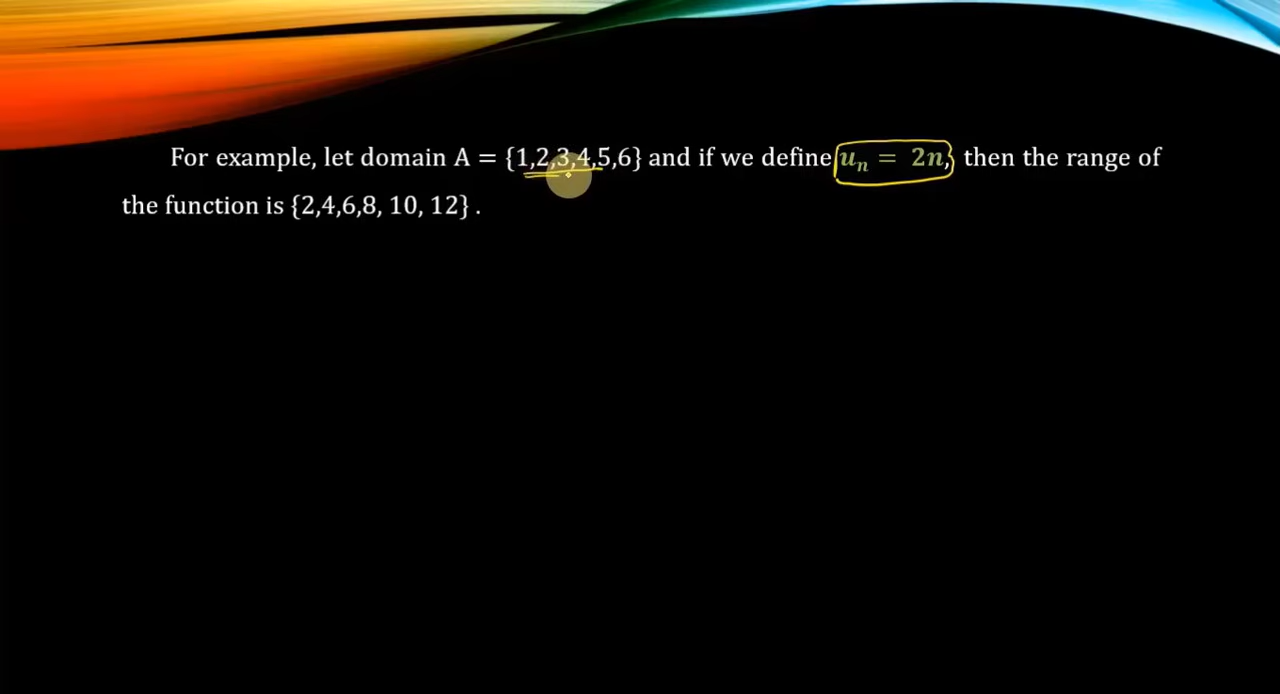 For example, let domain A = {1,2,3,4,5,6} and if we define uₙ = 2n, then the range of
the function is {2,4,6,8, 10, 12} .